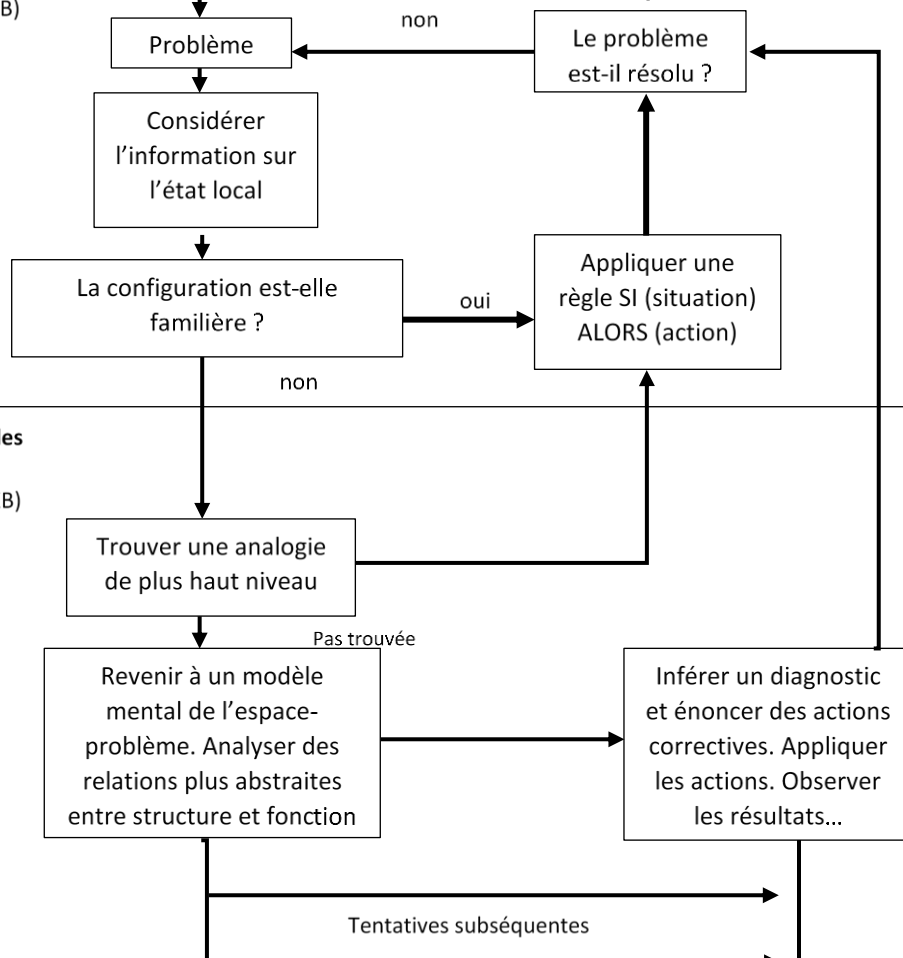 B)
non
Problème
Le problème
est-il résolu ?
Considérer
l'information sur
l'état local
La configuration est-elle
familière ?
oui
Appliquer une
règle SI (situation)
ALORS (action)
non
les
B)
Trouver une analogie
de plus haut niveau
Pas trouvée
Revenir à un modèle
mental de l'espace-
problème. Analyser des
relations plus abstraites
entre structure et fonction
Inférer un diagnostic
et énoncer des actions
correctives. Appliquer
les actions. Observer
les résultats...
Tentatives subséquentes